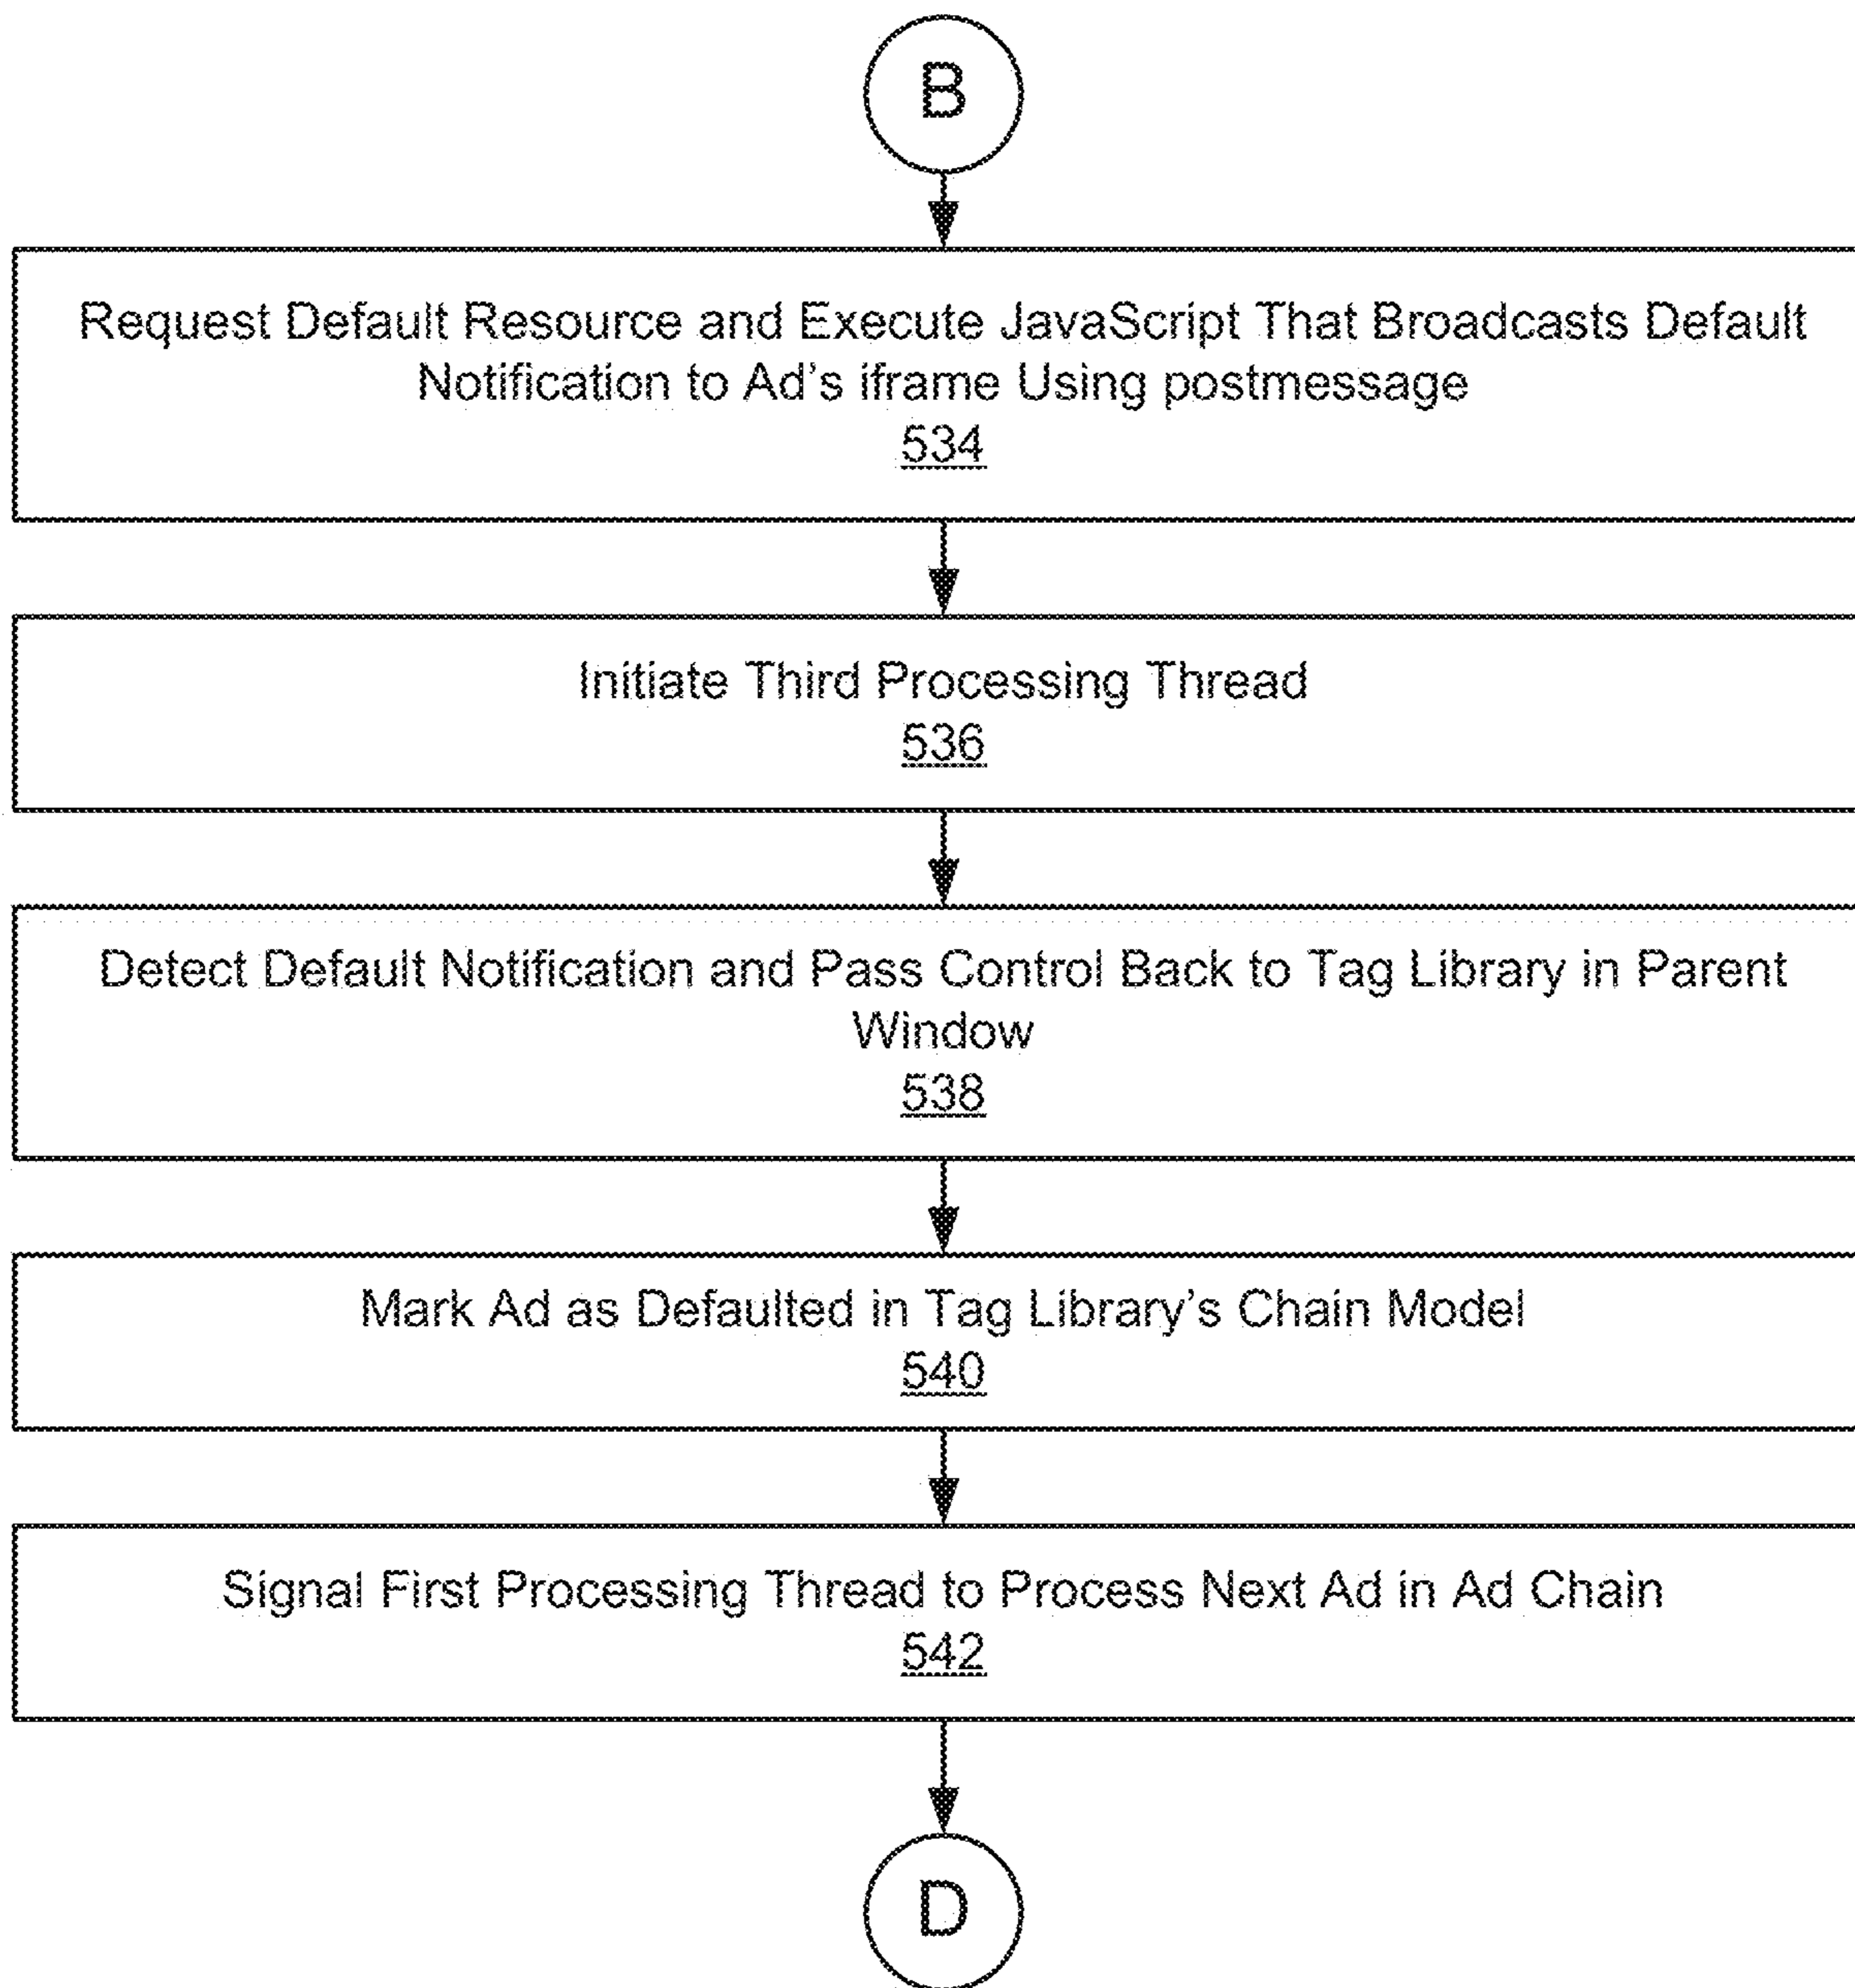 B
Request Default Resource and Execute JavaScript That Broadcasts Default
Notification to Ad's iframe Using postmessage
534
Initiate Third Processing Thread
536
Detect Default Notification and Pass Control Back to Tag Library in Parent
Window
538
Mark Ad as Defaulted in Tag Library's Chain Model
540
Signal First Processing Thread to Process Next Ad in Ad Chain
542
D